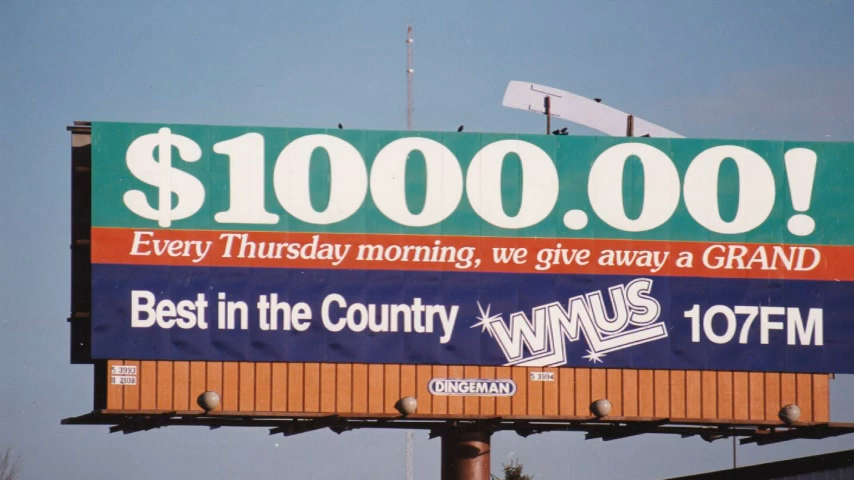 $1000.00!
Every Thursday morning, we give away a GRAND
Best in the Country WMUS 107FM
DINGEMAN